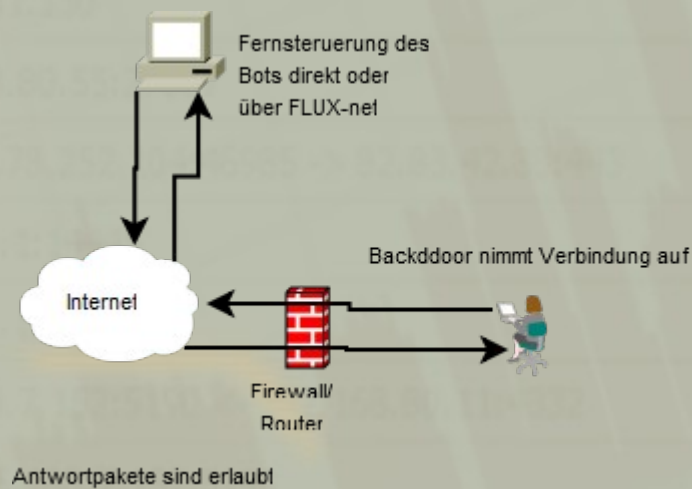 Fernsteruerung des
Bots direkt oder
über FLUX-net
Backddoor nimmt Verbindung auf
Internet
Firewall/
Router
Antwortpakete sind erlaubt